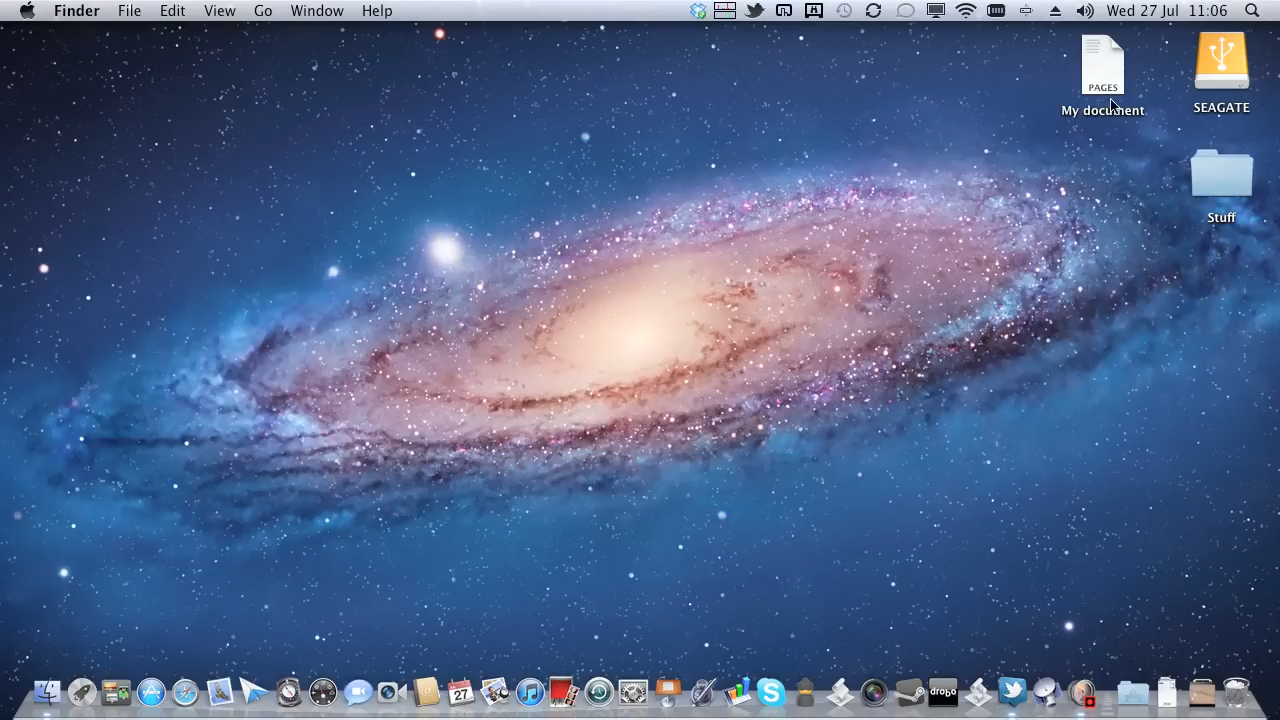 Finder File Edit View Go Window Help Wed 27 Jul 11:06
PAGES
My document
SEAGATE
Stuff
27
drobo